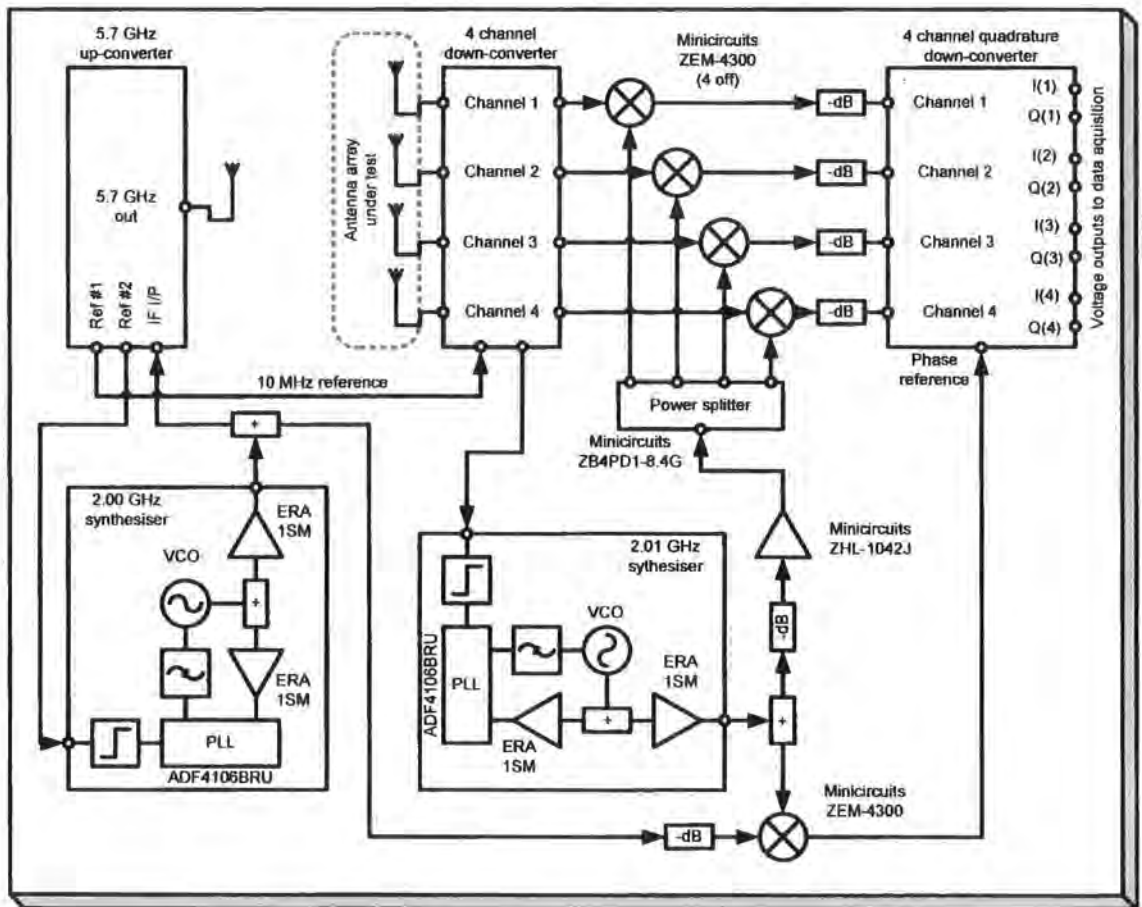 5.7 GHz
up-converter
4 channel
down-converter
Minicircuits
ZEM-4300
(4 off)
4 channel quadrature
down-converter
Antenna array
under test
Channel 1
Channel 2
Channel 3
Channel 4
-dB
-dB
-dB
-dB
Channel 1
Channel 2
Channel 3
Channel 4
I(1)
Q(1)
I(2)
Q(2)
I(3)
Q(3)
I(4)
Q(4)
Voltage outputs to data aquisition
5.7 GHz
out
Ref #1
Ref #2
IF I/P
10 MHz reference
Phase
reference
Power splitter
Minicircuits
ZB4PD1-8.4G
+
2.00 GHz
synthesiser
ERA
1SM
VCO
+
ERA
1SM
PLL
ADF4106BRU
2.01 GHz
sythesiser
VCO
ADF4106BRU
PLL
ERA
1SM
+
ERA
1SM
Minicircuits
ZHL-1042J
-dB
+
Minicircuits
ZEM-4300
-dB